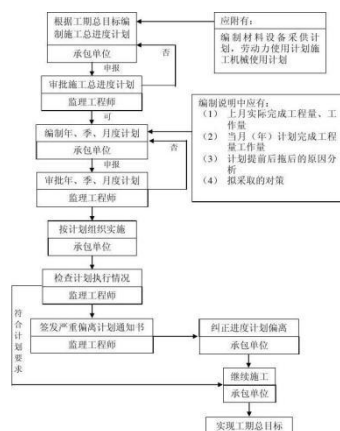 根据工期总目标编
制施工总进度计划
承包单位
应附有：
编制材料设备采供计
划、劳动力使用计划施
工机械使用计划
否
申报
审批施工总进度计划
监理工程师
可
编制年、季、月度计划
承包单位
编制说明中应有：
（1） 上月实际完成工程量、工
作量
（2） 当月（年）计划完成工程
量工作量
（3） 计划提前后拖后的原因分
析
（4） 拟采取的对策
否
申报
审批年、季、月度计划
监理工程师
按计划组织实施
承包单位
检查计划执行情况
监理工程师
符合计划要求
签发严重偏离计划通知书
监理工程师
纠正进度计划偏离
承包单位
继续施工
承包单位
实现工期总目标